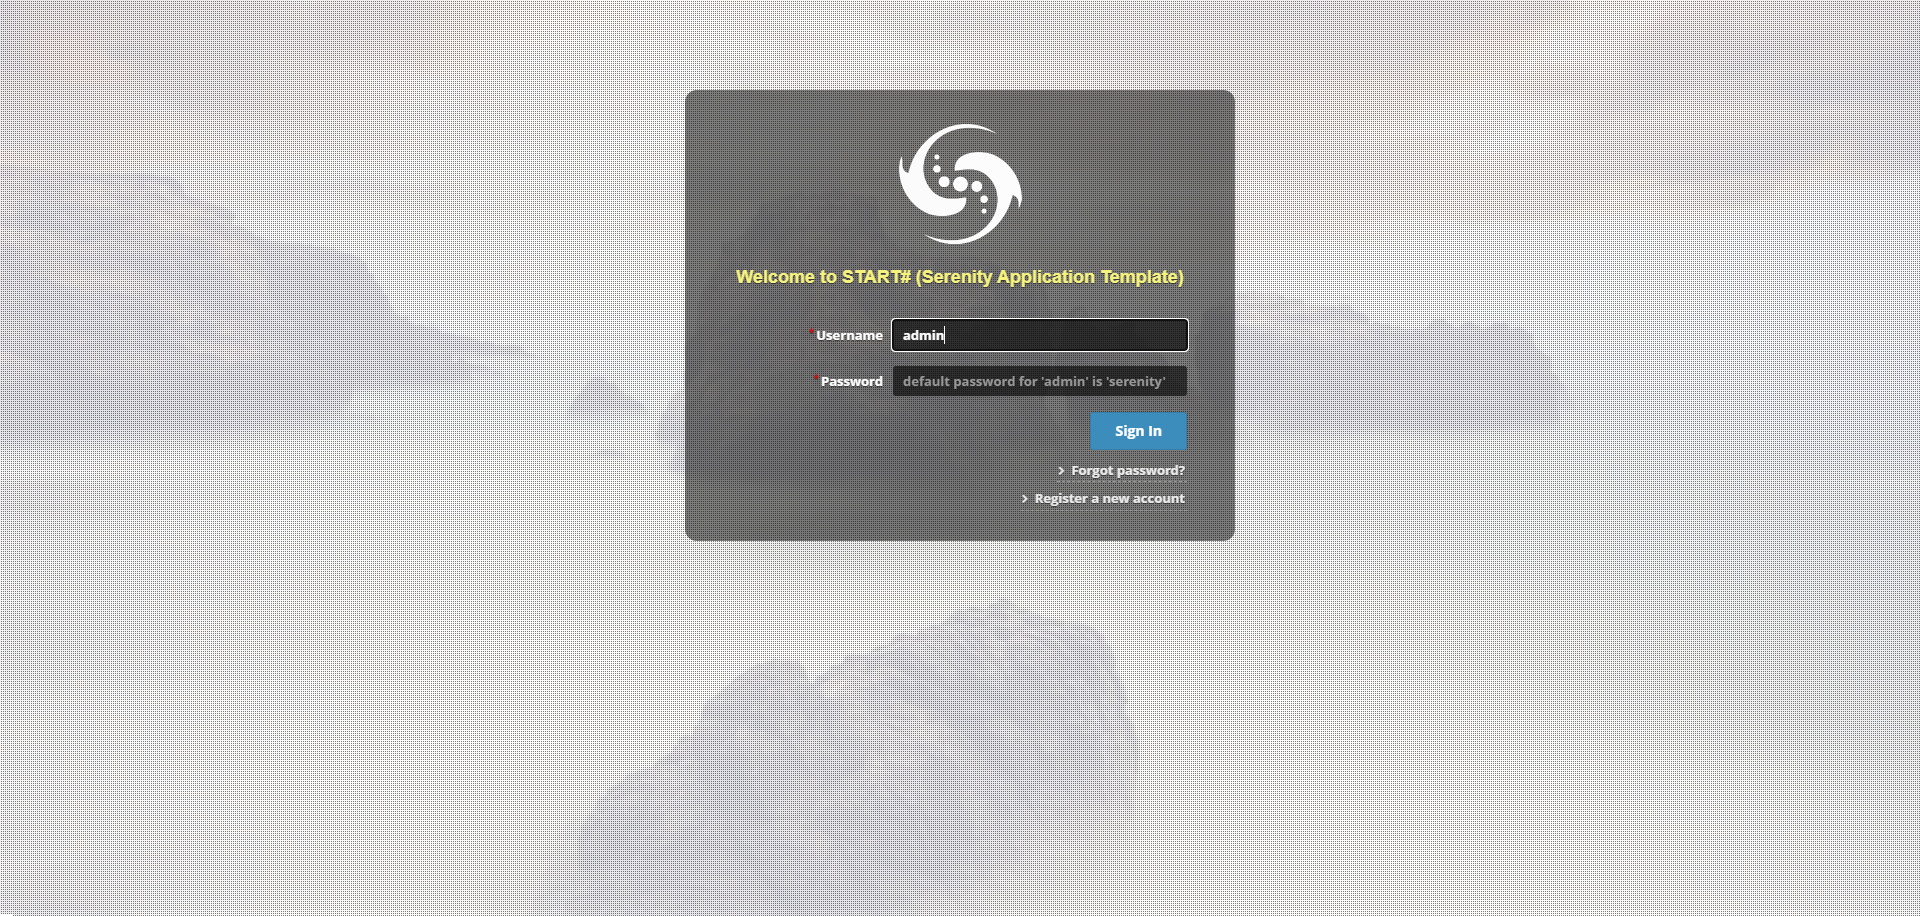 Welcome to START# (Serenity Application Template)
* Username admin
* Password default password for 'admin' is 'serenity'
Sign In
Forgot password?
Register a new account